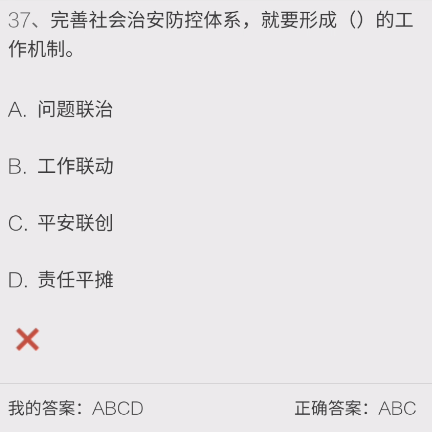 37、完善社会治安防控体系，就要形成（）的工
作机制。
A. 问题联治
B. 工作联动
C. 平安联创
D. 责任平摊
我的答案：ABCD 正确答案：ABC